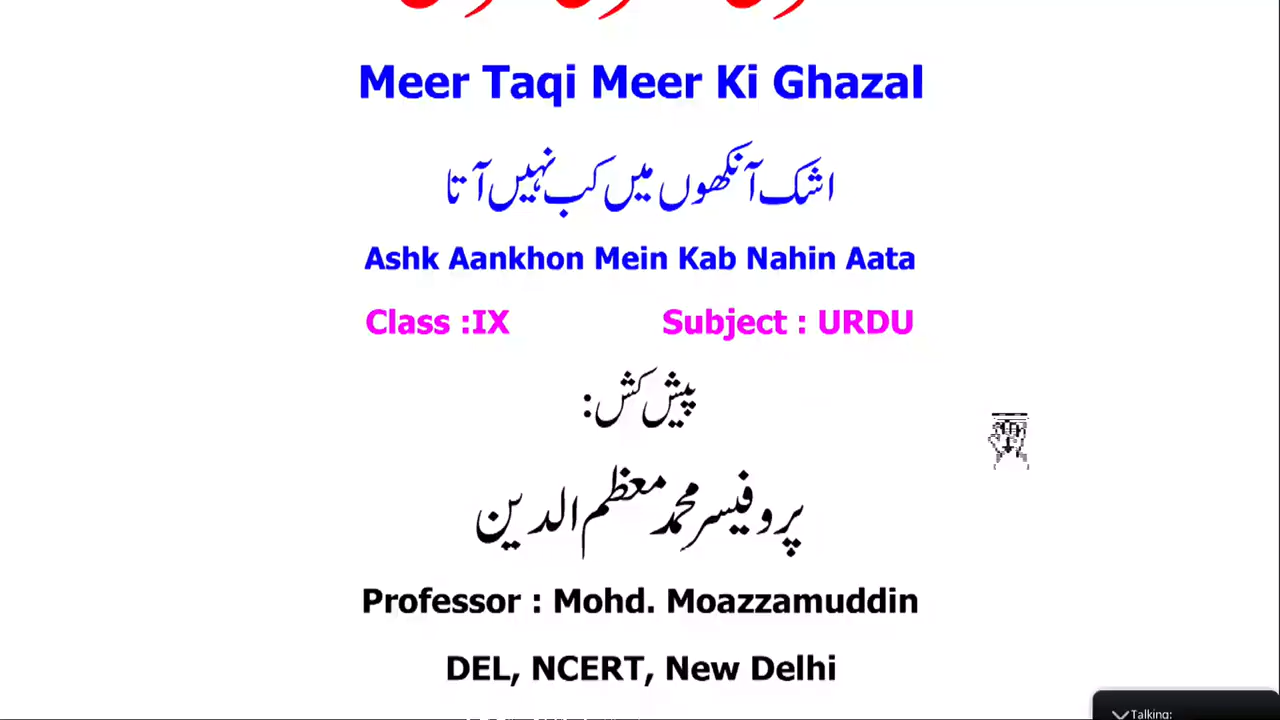 Meer Taqi Meer Ki Ghazal
اشک آنکھوں میں کب نہیں آتا
Ashk Aankhon Mein Kab Nahin Aata
Class :IX Subject : URDU
پیش کش:
پروفیسر محمد معظم الدین
Professor : Mohd. Moazzamuddin
DEL, NCERT, New Delhi
Talking: